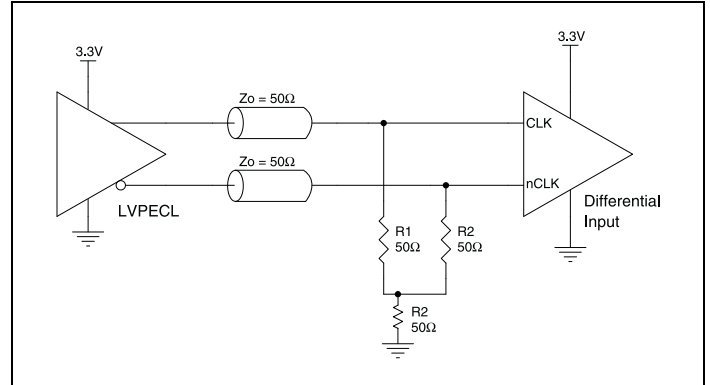 3.3V
3.3V
Zo = 50Ω
CLK
Zo = 50Ω
nCLK
LVPECL
Differential
Input
R1
50Ω
R2
50Ω
R2
50Ω